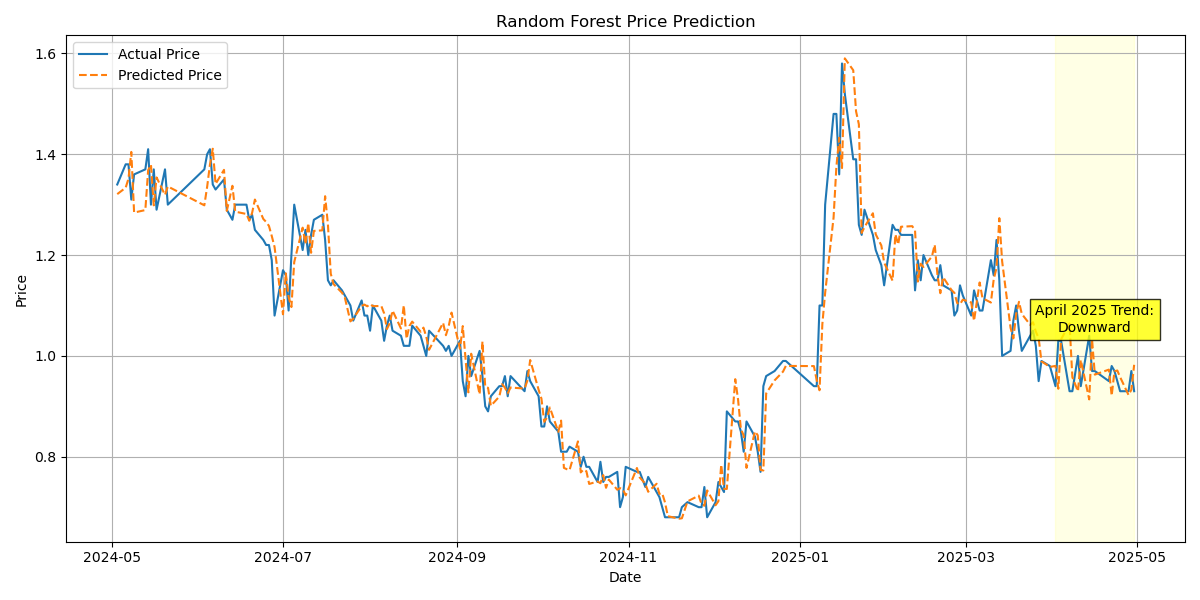 Random Forest Price Prediction
Actual Price
Predicted Price
1.6
1.4
1.2
1.0
0.8
Price
April 2025 Trend:
Downward
2024-05
2024-07
2024-09
2024-11
2025-01
2025-03
2025-05
Date